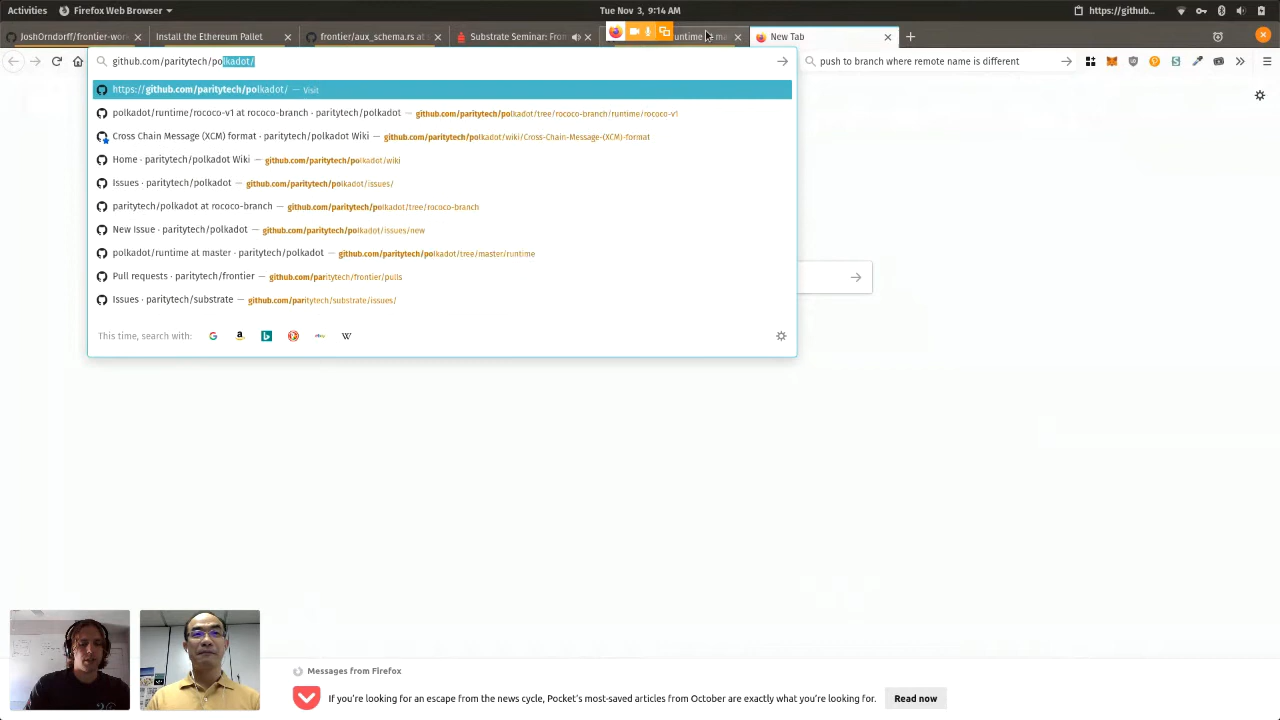 Activities
Firefox Web Browser
Tue Nov 3, 9:14 AM
https://github...
JoshOrndorff/frontier-wor
Install the Ethereum Pallet
frontier/aux_schema.rs at
Substrate Seminar: From
New Tab
github.com/paritytech/polkadot/
push to branch where remote name is different
https://github.com/paritytech/polkadot/ — Visit
polkadot/runtime/rococo-v1 at rococo-branch · paritytech/polkadot — github.com/paritytech/polkadot/tree/rococo-branch/runtime/rococo-v1
Cross Chain Message (XCM) format · paritytech/polkadot Wiki — github.com/paritytech/polkadot/wiki/Cross-Chain-Message-(XCM)-format
Home · paritytech/polkadot Wiki — github.com/paritytech/polkadot/wiki
Issues · paritytech/polkadot — github.com/paritytech/polkadot/issues/
paritytech/polkadot at rococo-branch — github.com/paritytech/polkadot/tree/rococo-branch
New Issue · paritytech/polkadot — github.com/paritytech/polkadot/issues/new
polkadot/runtime at master · paritytech/polkadot — github.com/paritytech/polkadot/tree/master/runtime
Pull requests · paritytech/frontier — github.com/paritytech/frontier/pulls
Issues · paritytech/substrate — github.com/paritytech/substrate/issues/
This time, search with:
Messages from Firefox
If you're looking for an escape from the news cycle, Pocket's most-saved articles from October are exactly what you're looking for.
Read now